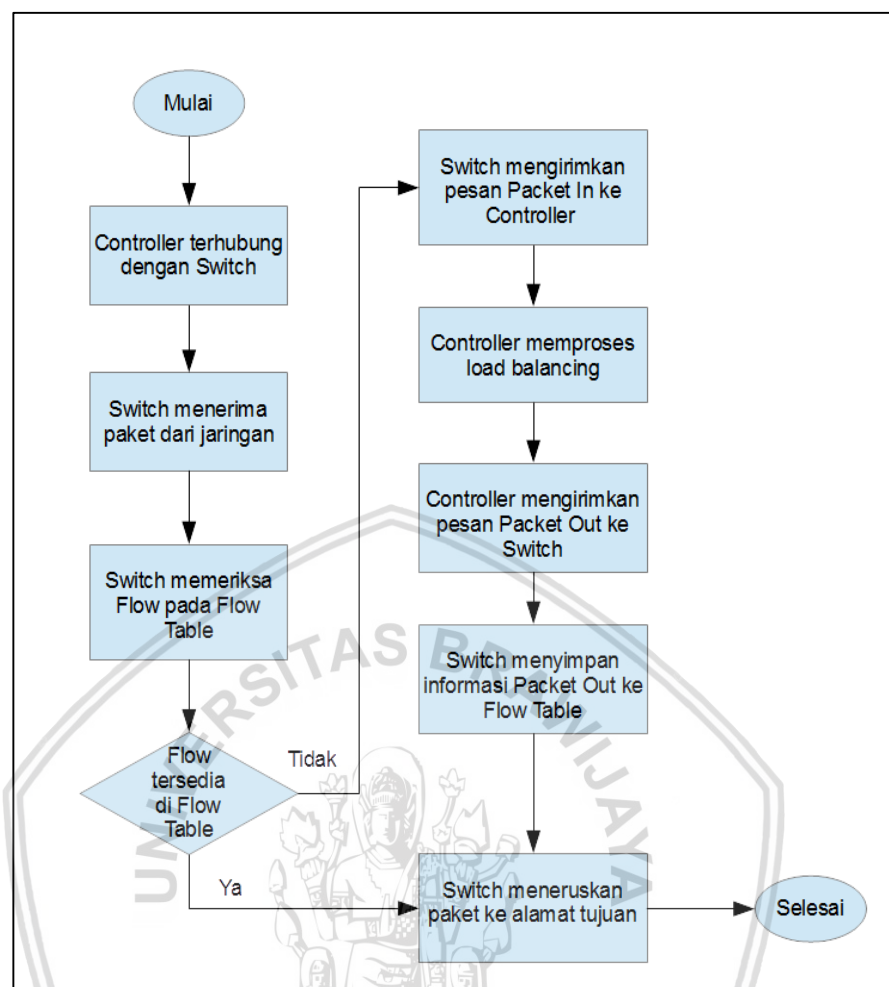 Mulai
Controller terhubung
dengan Switch
Switch menerima
paket dari jaringan
Switch memeriksa
Flow pada Flow
Table
Flow
tersedia
di Flow
Table
Tidak
Ya
Switch mengirimkan
pesan Packet In ke
Controller
Controller memproses
load balancing
Controller mengirimkan
pesan Packet Out ke
Switch
Switch menyimpan
informasi Packet Out ke
Flow Table
Switch meneruskan
paket ke alamat tujuan
Selesai
UNIVERSITAS BRAWIJAYA